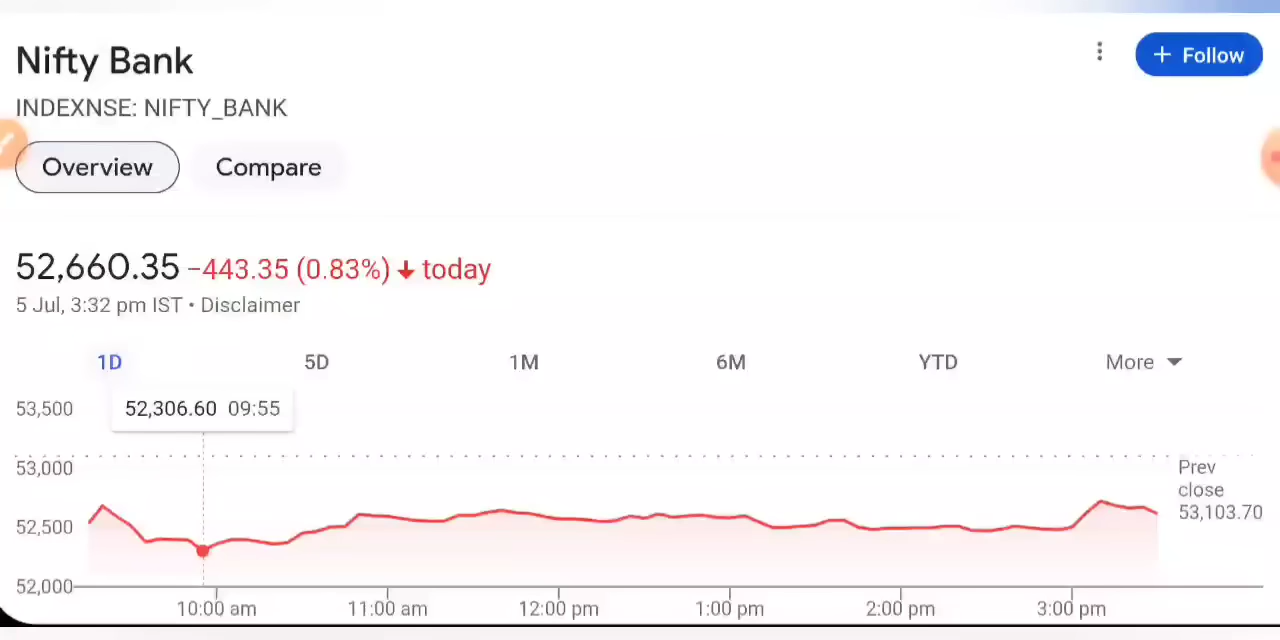 Nifty Bank
+ Follow
INDEXNSE: NIFTY_BANK
Overview
Compare
52,660.35 -443.35 (0.83%) ↓ today
5 Jul, 3:32 pm IST • Disclaimer
1D 5D 1M 6M YTD More
52,306.60 09:55
53,500
53,000
52,500
52,000
Prev
close
53,103.70
10:00 am 11:00 am 12:00 pm 1:00 pm 2:00 pm 3:00 pm